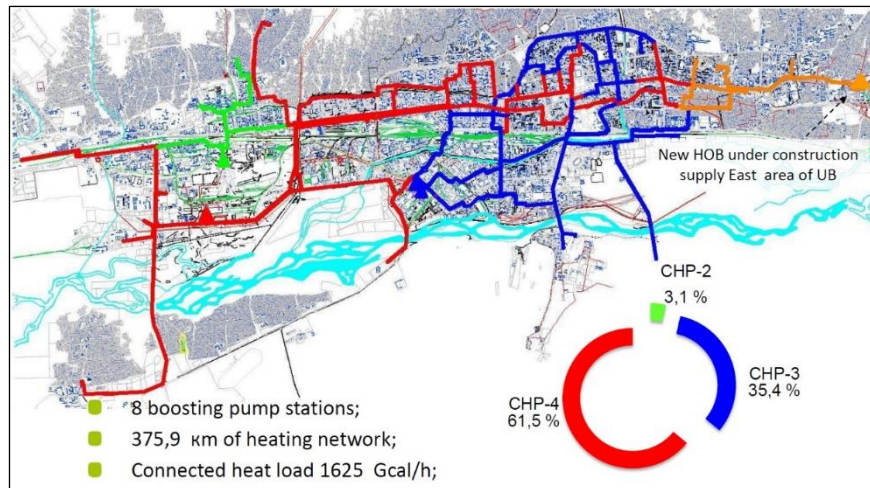 New HOB under construction
supply East area of UB
CHP-2
3,1 %
CHP-3
35,4 %
CHP-4
61,5 %
8 boosting pump stations;
375,9 км of heating network;
Connected heat load 1625 Gcal/h;